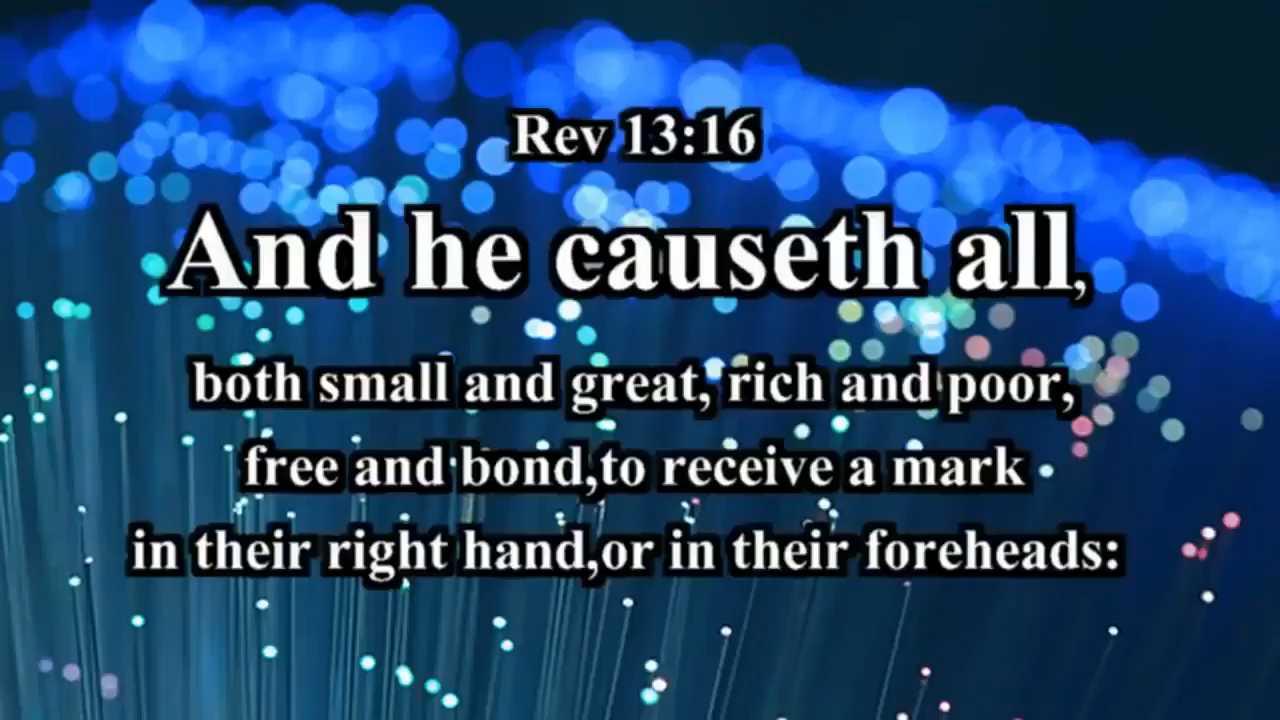 Rev 13:16
And he causeth all,
both small and great, rich and poor,
free and bond,to receive a mark
in their right hand,or in their foreheads: